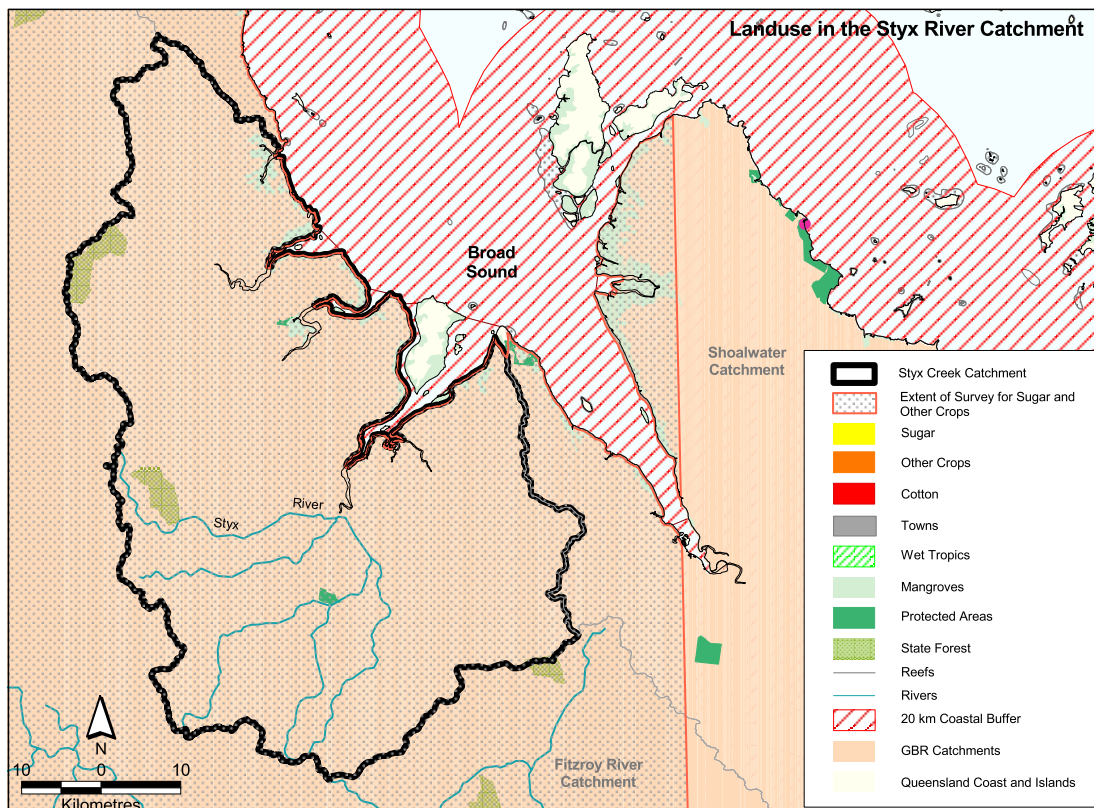 Landuse in the Styx River Catchment
Broad
Sound
Shoalwater
Catchment
Styx River
Fitzroy River
Catchment
N
10 0 10
Kilometres
Styx Creek Catchment
Extent of Survey for Sugar and
Other Crops
Sugar
Other Crops
Cotton
Towns
Wet Tropics
Mangroves
Protected Areas
State Forest
Reefs
Rivers
20 km Coastal Buffer
GBR Catchments
Queensland Coast and Islands